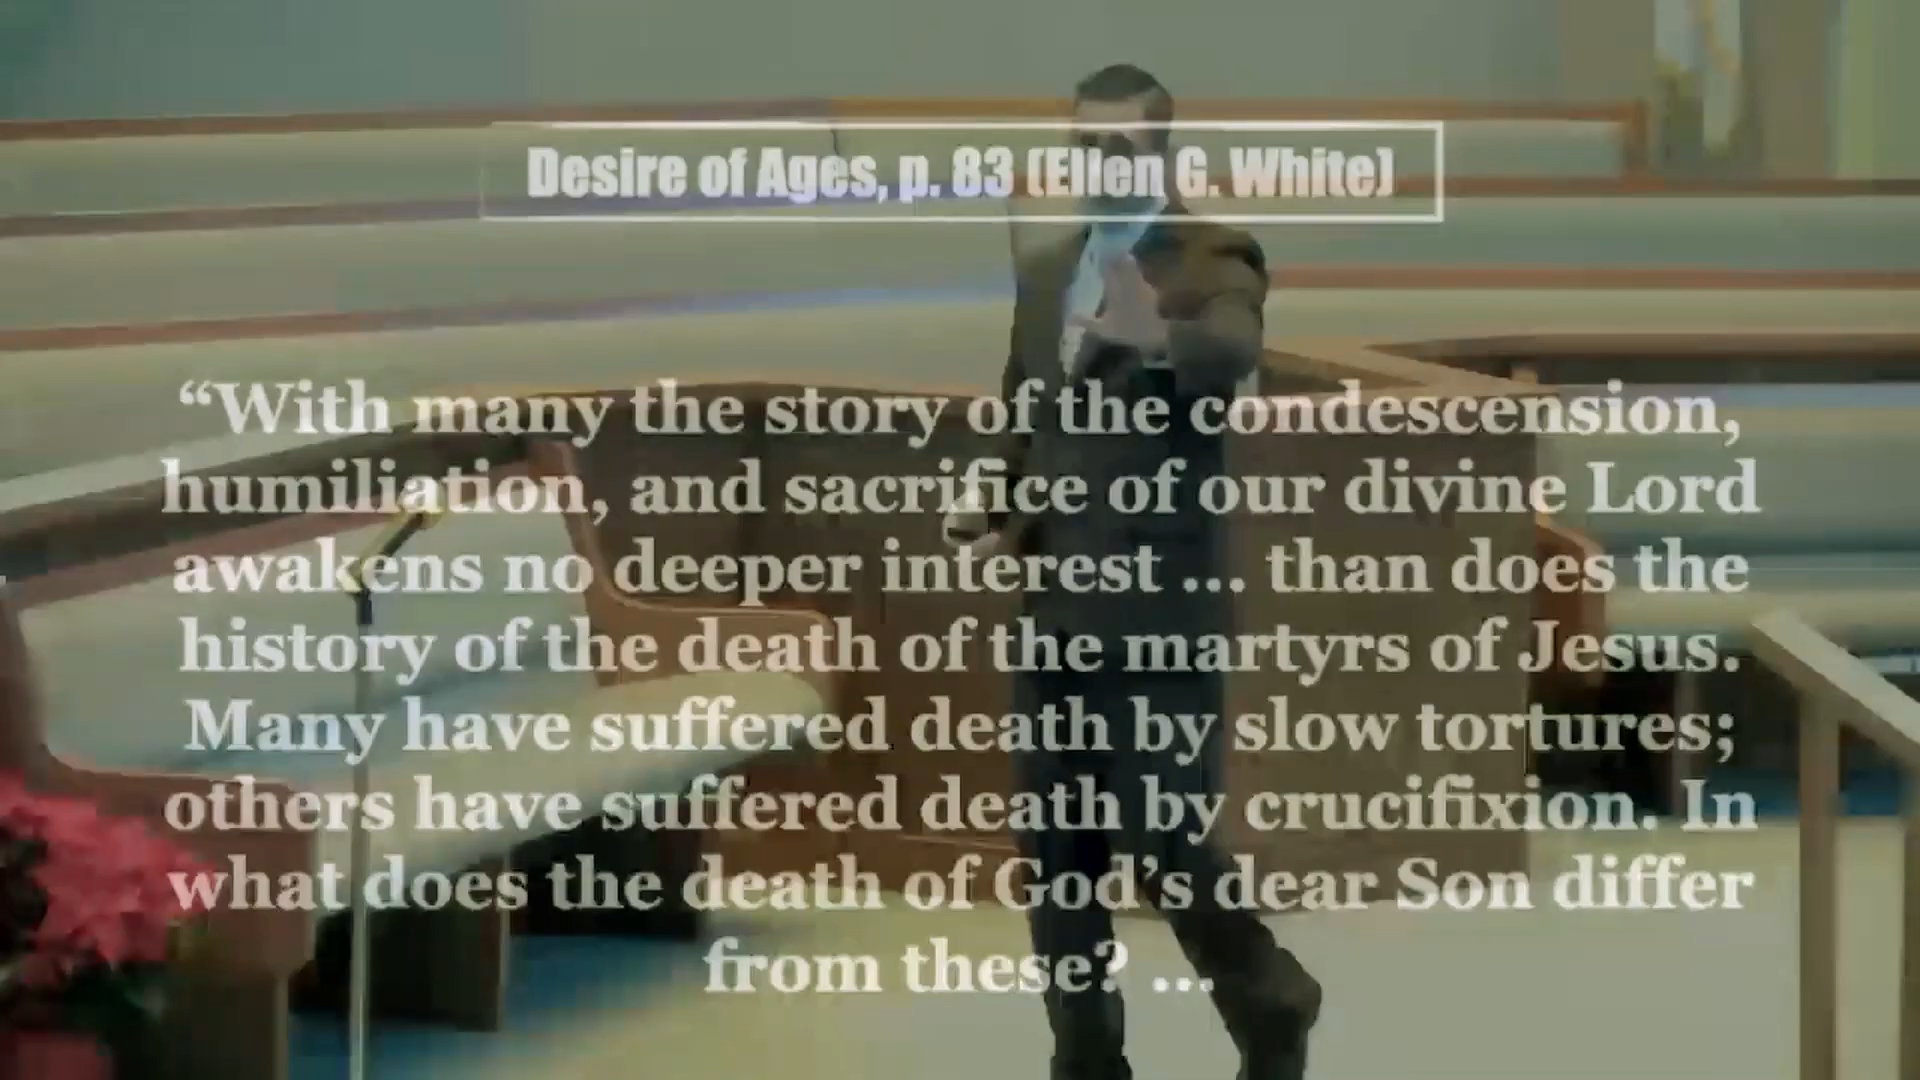 Desire of Ages, p. 83 (Ellen G. White)
“With many the story of the condescension,
humiliation, and sacrifice of our divine Lord
awakens no deeper interest ... than does the
history of the death of the martyrs of Jesus.
Many have suffered death by slow tortures;
others have suffered death by crucifixion. In
what does the death of God’s dear Son differ
from these? ...